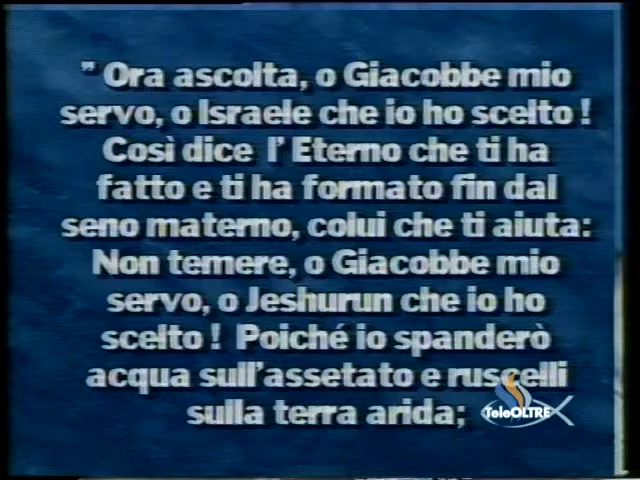 " Ora ascolta, o Giacobbe mio
servo, o Israele che io ho scelto !
Così dice l' Eterno che ti ha
fatto e ti ha formato fin dal
seno materno, colui che ti aiuta:
Non temere, o Giacobbe mio
servo, o Jeshurun che io ho
scelto ! Poiché io spanderò
acqua sull'assetato e ruscelli
sulla terra arida;
TeleOLTRE